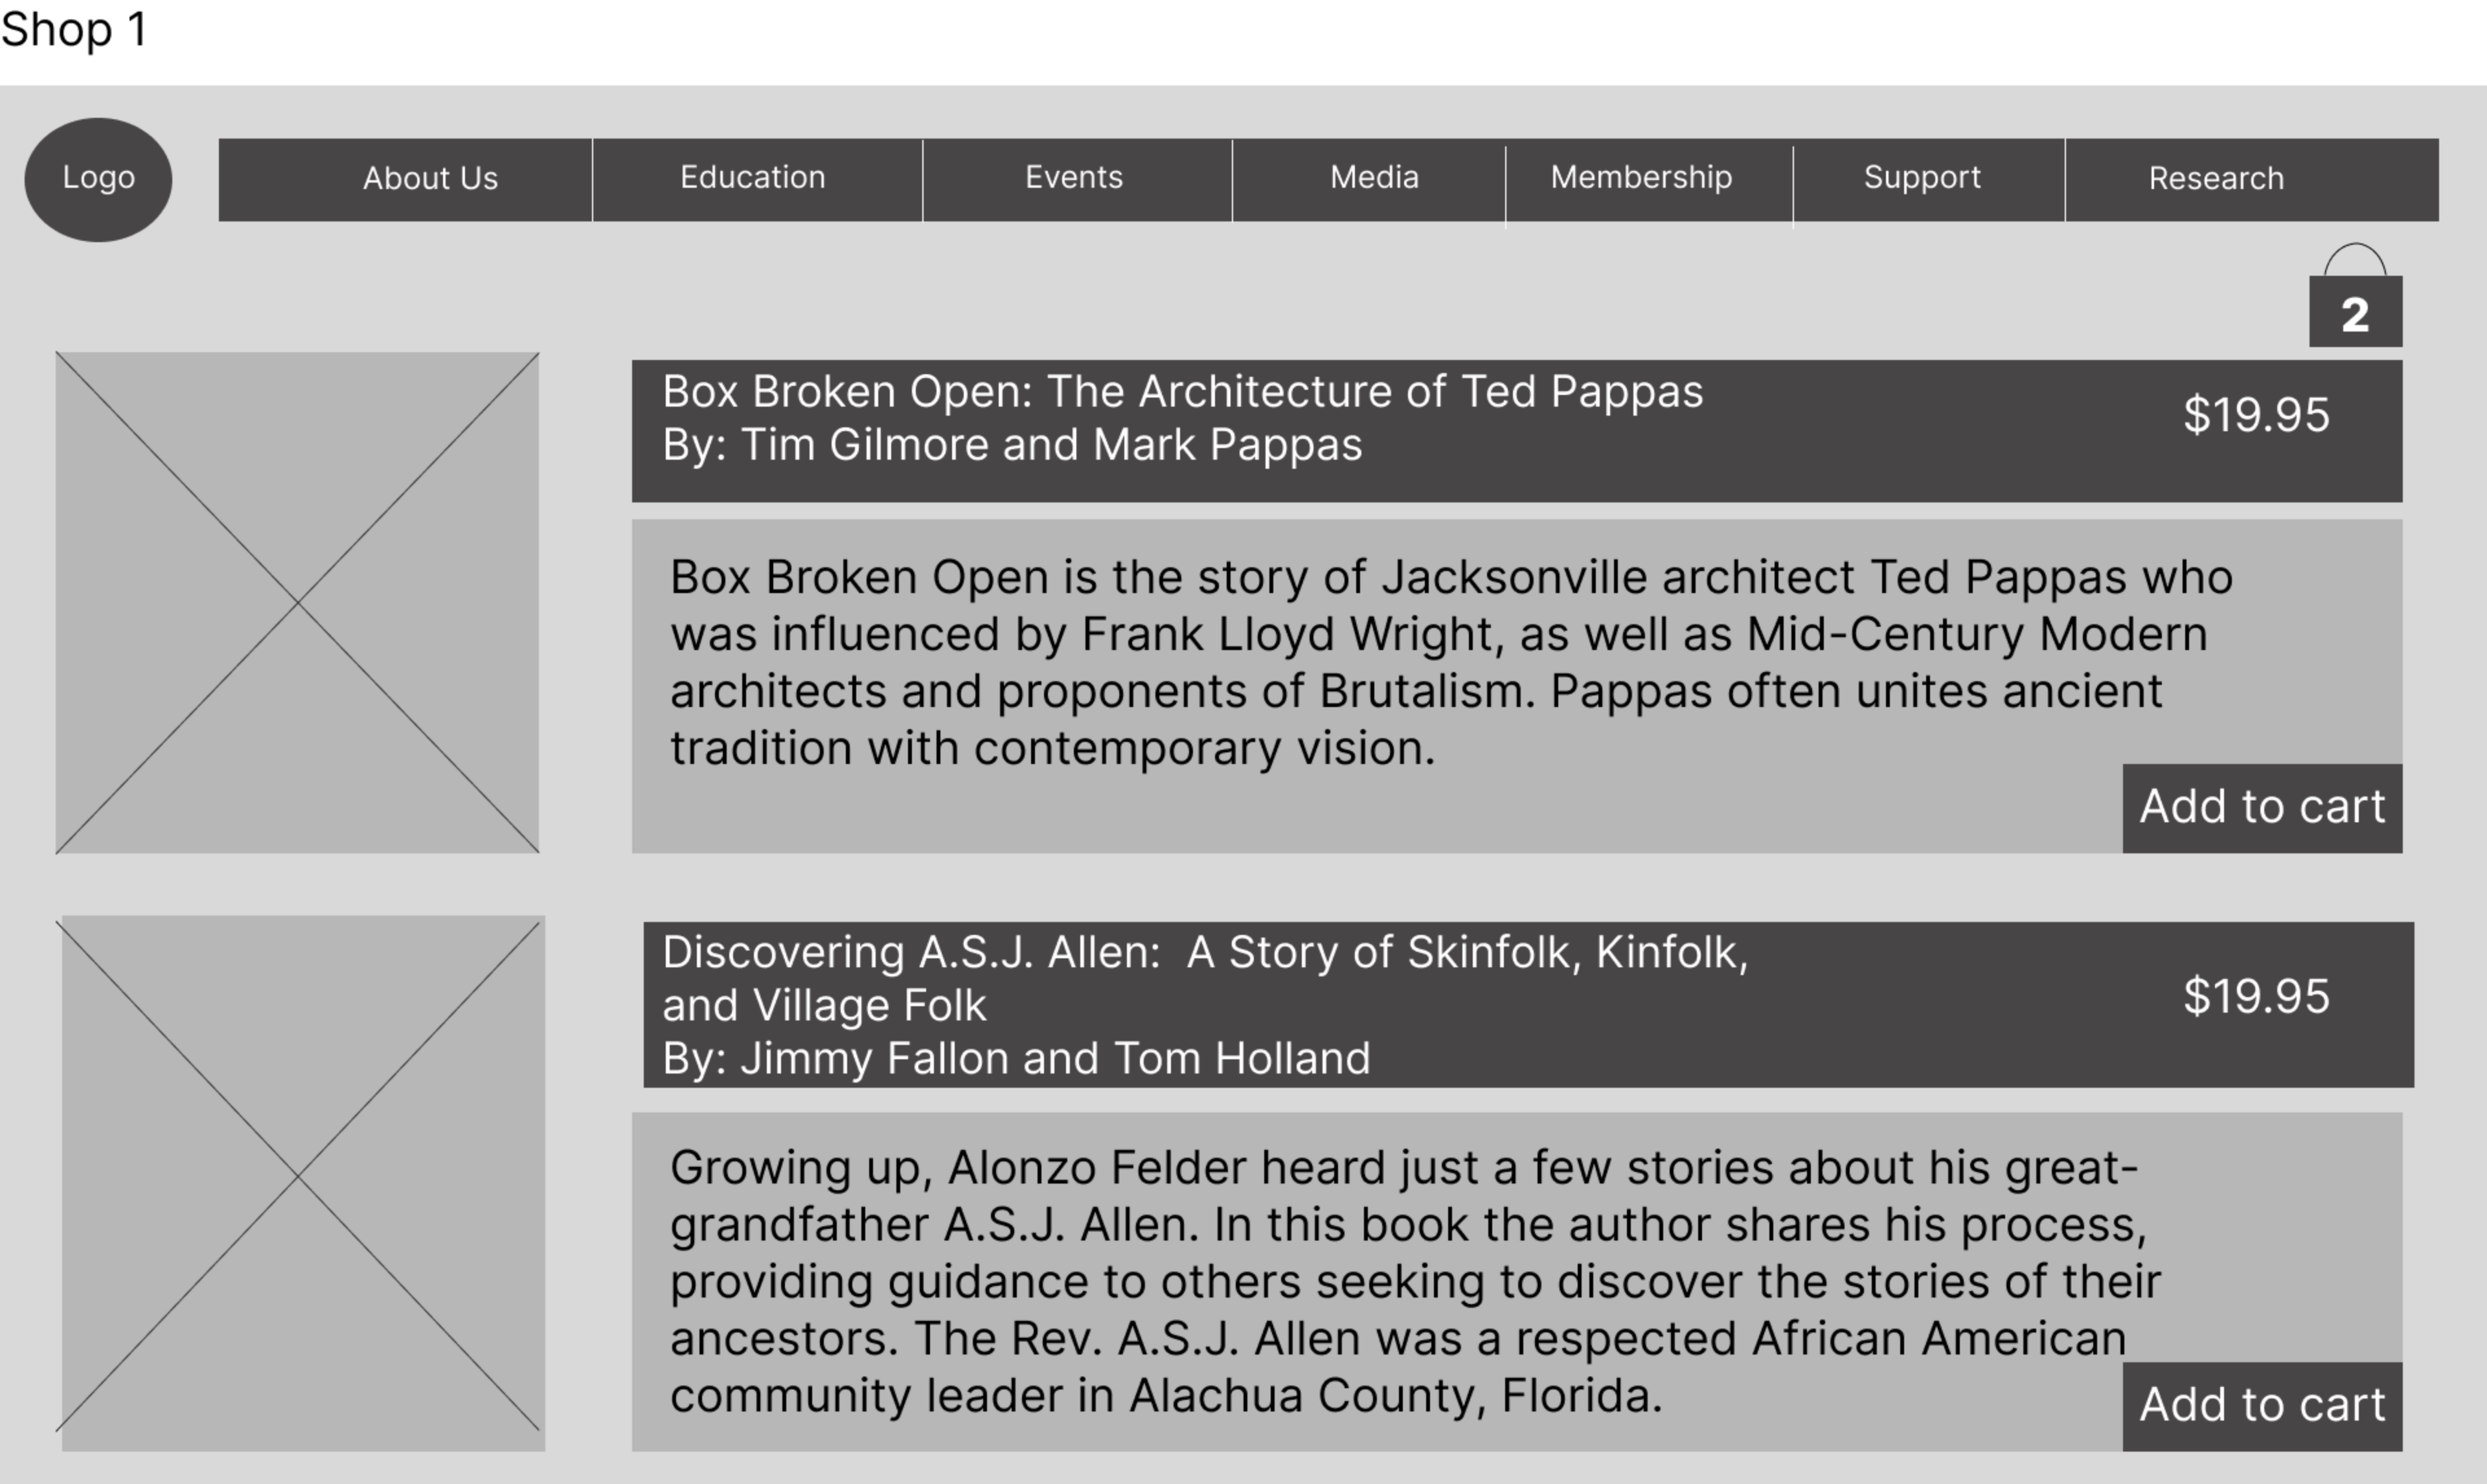 Shop 1
Logo
About Us
Education
Events
Media
Membership
Support
Research
2
Box Broken Open: The Architecture of Ted Pappas
By: Tim Gilmore and Mark Pappas
$19.95
Box Broken Open is the story of Jacksonville architect Ted Pappas who
was influenced by Frank Lloyd Wright, as well as Mid-Century Modern
architects and proponents of Brutalism. Pappas often unites ancient
tradition with contemporary vision.
Add to cart
Discovering A.S.J. Allen:  A Story of Skinfolk, Kinfolk,
and Village Folk
By: Jimmy Fallon and Tom Holland
$19.95
Growing up, Alonzo Felder heard just a few stories about his great-
grandfather A.S.J. Allen. In this book the author shares his process,
providing guidance to others seeking to discover the stories of their
ancestors. The Rev. A.S.J. Allen was a respected African American
community leader in Alachua County, Florida.
Add to cart